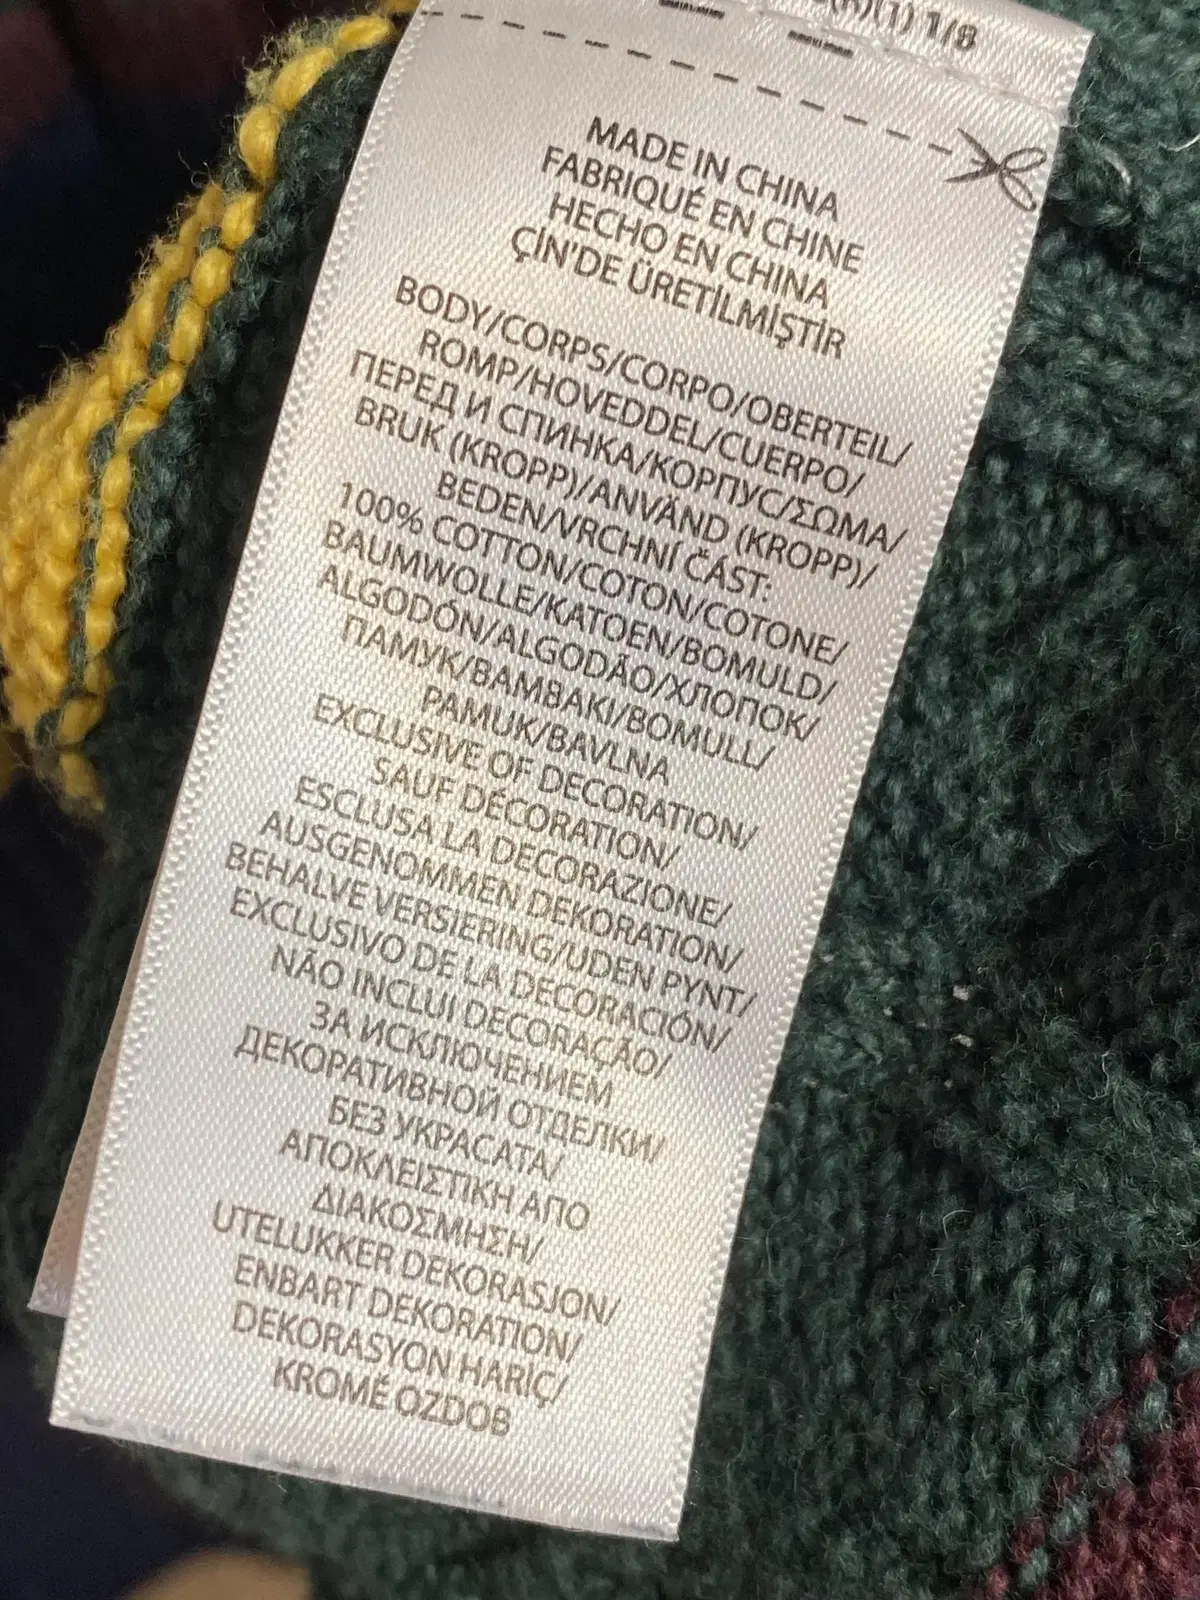 1/8
MADE IN CHINA
FABRIQUÉ EN CHINE
HECHO EN CHINA
ÇİN'DE ÜRETİLMİŞTİR
BODY/CORPS/CORPO/OBERTEIL/
ROMP/HOVEDDEL/CUERPO/
ПЕРЕД И СПИНКА/КОРПУС/ΣΩΜΑ/
BRUK (KROPP)/ANVÄND (KROPP)/
BEDEN/VRCHNÍ ČÁST:
100% COTTON/COTON/COTONE/
BAUMWOLLE/KATOEN/BOMULD/
ALGODÓN/ALGODÃO/ХЛОПОК/
ПАМУК/ΒΑΜΒΑΚΙ/BOMULL/
PAMUK/BAVLNA
EXCLUSIVE OF DECORATION/
SAUF DÉCORATION/
ESCLUSA LA DECORAZIONE/
AUSGENOMMEN DEKORATION/
BEHALVE VERSIERING/UDEN PYNT/
EXCLUSIVO DE LA DECORACIÓN/
NÃO INCLUI DECORAÇÃO/
ЗА ИСКЛЮЧЕНИЕМ
ДЕКОРАТИВНОЙ ОТДЕЛКИ/
БЕЗ УКРАСАТА/
ΑΠΟΚΛΕΙΣΤΙΚΗ ΑΠΟ
ΔΙΑΚΟΣΜΗΣΗ/
UTELUKKER DEKORASJON/
ENBART DEKORATION/
DEKORASYON HARİÇ/
KROMĚ OZDOB